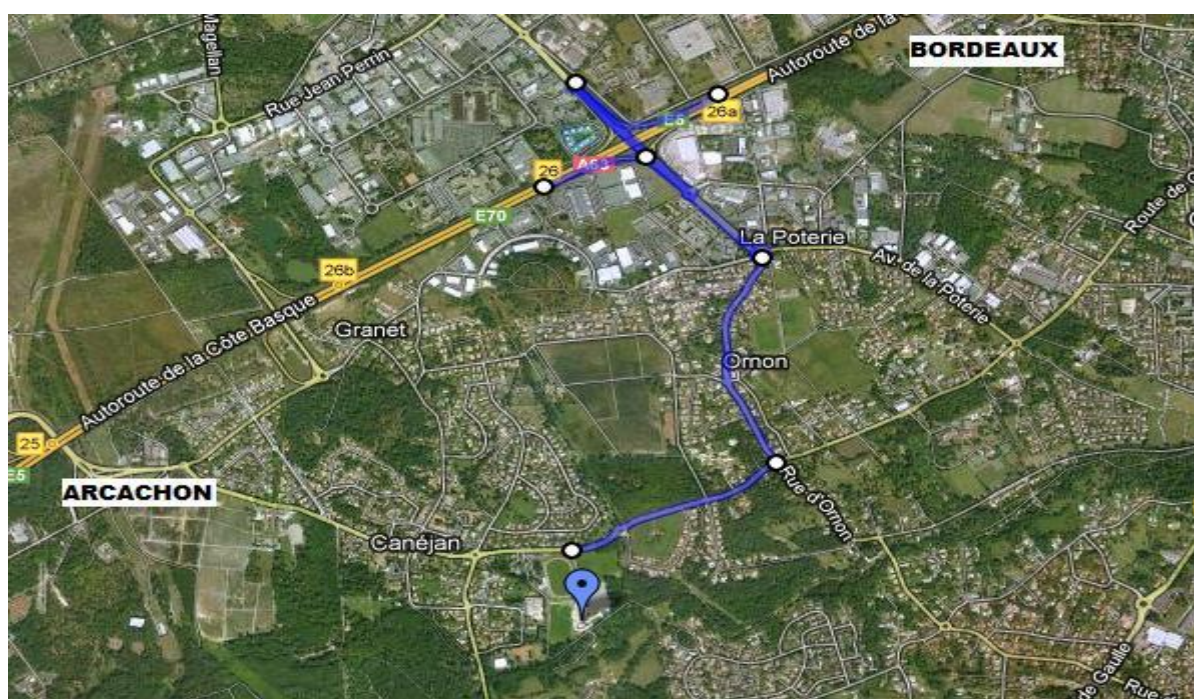 Magellan
Rue Jean Perrin
Autoroute de la
BORDEAUX
26a
E5
A63
26
E70
La Poterie
Route de
Av. de la Poterie
26b
Autoroute de la Côte Basque
Granet
Ornon
25
E5
ARCACHON
Rue d'Ornon
Canéjan
de Gaulle
Rue